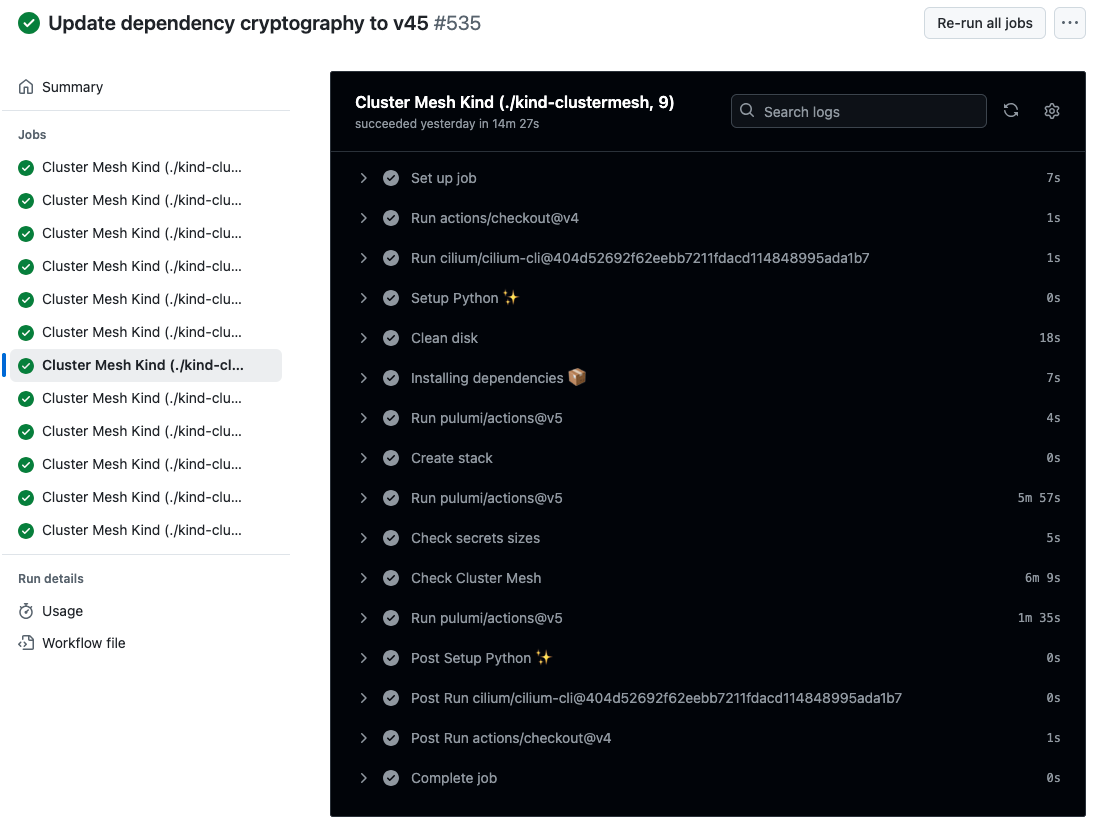 Update dependency cryptography to v45 #535
Re-run all jobs
Summary
Jobs
Cluster Mesh Kind (./kind-clu...
Cluster Mesh Kind (./kind-clu...
Cluster Mesh Kind (./kind-clu...
Cluster Mesh Kind (./kind-clu...
Cluster Mesh Kind (./kind-clu...
Cluster Mesh Kind (./kind-clu...
Cluster Mesh Kind (./kind-cl...
Cluster Mesh Kind (./kind-clu...
Cluster Mesh Kind (./kind-clu...
Cluster Mesh Kind (./kind-clu...
Cluster Mesh Kind (./kind-clu...
Cluster Mesh Kind (./kind-clu...
Run details
Usage
Workflow file
Cluster Mesh Kind (./kind-clustermesh, 9)
succeeded yesterday in 14m 27s
Search logs
Set up job 7s
Run actions/checkout@v4 1s
Run cilium/cilium-cli@404d52692f62eebb7211fdacd114848995ada1b7 1s
Setup Python ✨ 0s
Clean disk 18s
Installing dependencies 📦 7s
Run pulumi/actions@v5 4s
Create stack 0s
Run pulumi/actions@v5 5m 57s
Check secrets sizes 5s
Check Cluster Mesh 6m 9s
Run pulumi/actions@v5 1m 35s
Post Setup Python ✨ 0s
Post Run cilium/cilium-cli@404d52692f62eebb7211fdacd114848995ada1b7 0s
Post Run actions/checkout@v4 1s
Complete job 0s